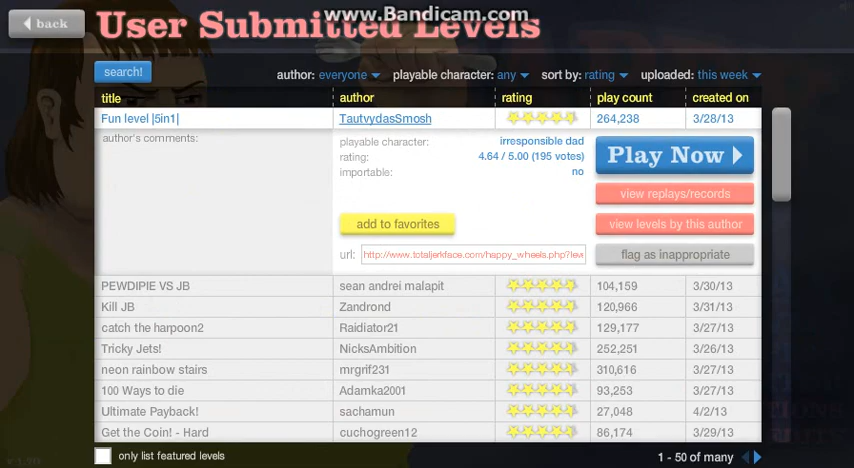 www.Bandicam.com
back
User Submitted Levels
search!
author: everyone playable character: any sort by: rating uploaded: this week
title author rating play count created on
Fun level |5in1| TautvydasSmosh 264,238 3/28/13
author's comments:
playable character: irresponsible dad
rating: 4.64 / 5.00 (195 votes)
importable: no
Play Now
view replays/records
add to favorites
view levels by this author
url: http://www.totaljerkface.com/happy_wheels.php?leve
flag as inappropriate
PEWDIPIE VS JB sean andrei malapit 104,159 3/30/13
Kill JB Zandrond 120,966 3/31/13
catch the harpoon2 Raidiator21 129,177 3/27/13
Tricky Jets! NicksAmbition 252,251 3/26/13
neon rainbow stairs mrgrif231 310,616 3/27/13
100 Ways to die Adamka2001 93,253 3/27/13
Ultimate Payback! sachamun 27,048 4/2/13
Get the Coin! - Hard cuchogreen12 86,174 3/29/13
only list featured levels
1 - 50 of many